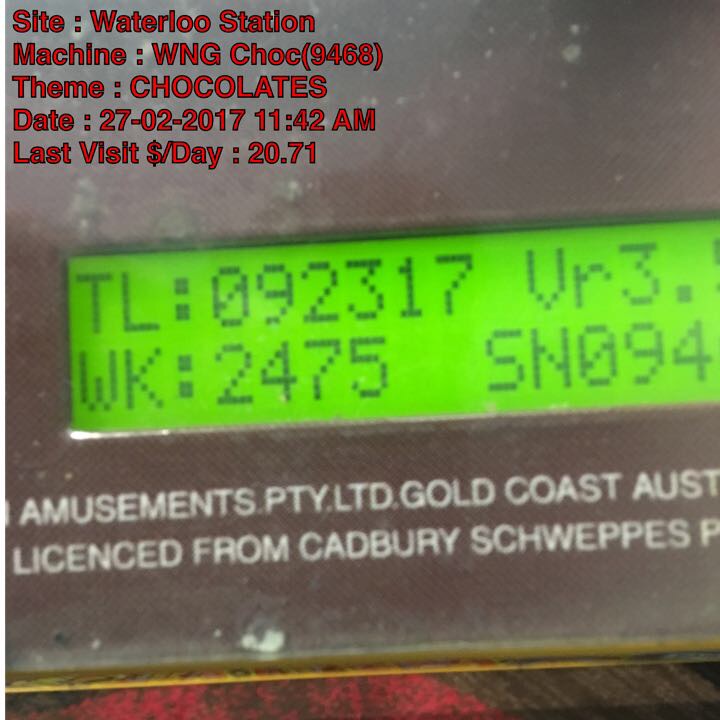 Site : Waterloo Station
Machine : WNG Choc(9468)
Theme : CHOCOLATES
Date : 27-02-2017 11:42 AM
Last Visit $/Day : 20.71
TL:092317 Vr3.
WK:2475 SN094
AMUSEMENTS.PTY.LTD.GOLD COAST AUST
LICENCED FROM CADBURY SCHWEPPES P